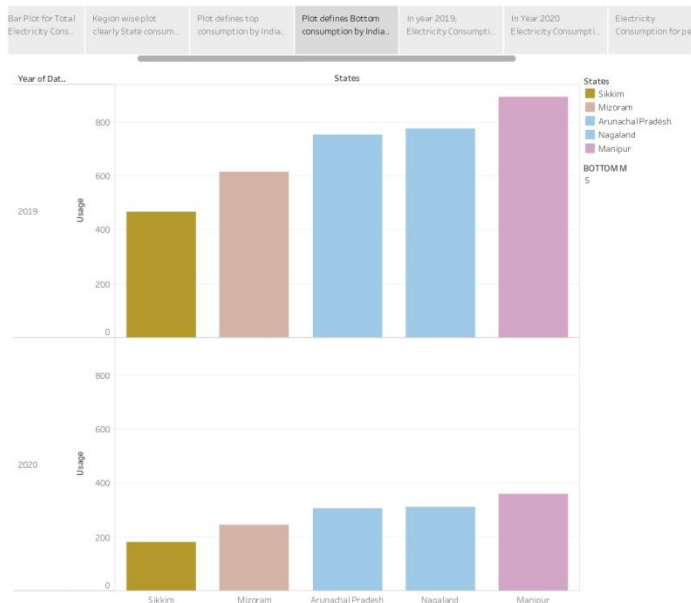 Bar Plot for Total
Electricity Cons..
Kegion wise plot
clearly State consum..
Plot defines top
consumption by India..
Plot defines Bottom
consumption by India..
In year 2019,
Electricity Consumpti..
In Year 2020
Electricity Consumpti..
Electricity
Consumption for pe
Year of Dat..
States
2019
Usage
800
600
400
200
0
2020
Usage
800
600
400
200
0
Sikkim
Mizoram
Arunachal Pradesh
Nagaland
Manipur
States
Sikkim
Mizoram
Arunachal Pradesh
Nagaland
Manipur
BOTTOM M
5